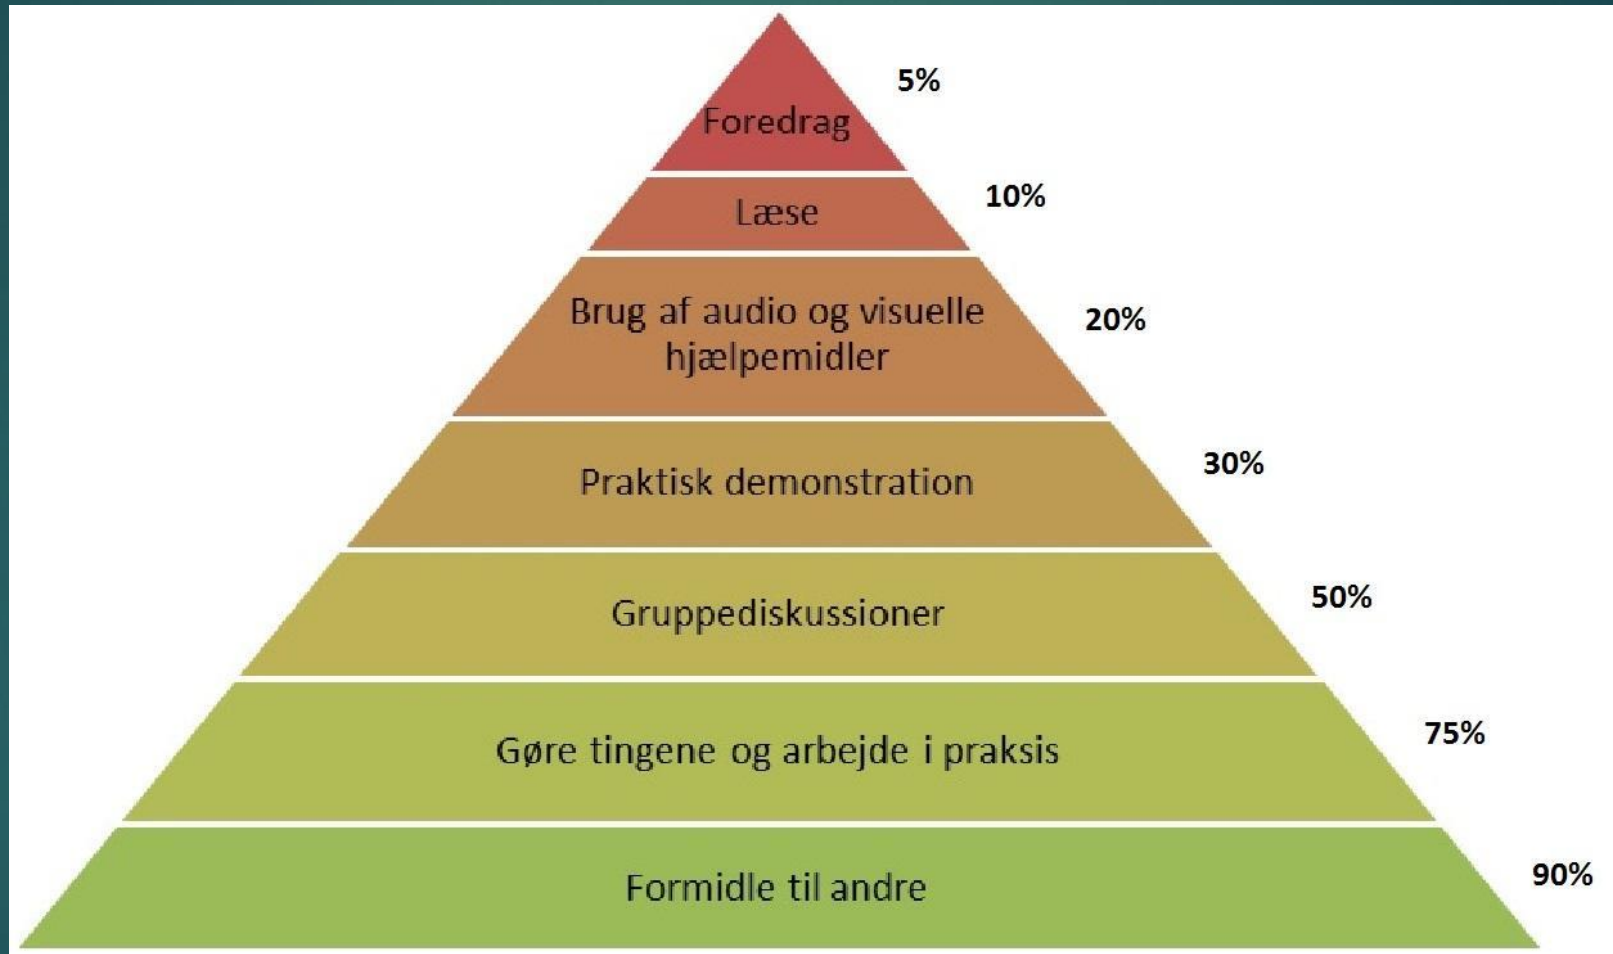 5%
Foredrag
10%
Læse
Brug af audio og visuelle
hjælpemidler
20%
Praktisk demonstration
30%
Gruppediskussioner
50%
Gøre tingene og arbejde i praksis
75%
Formidle til andre
90%